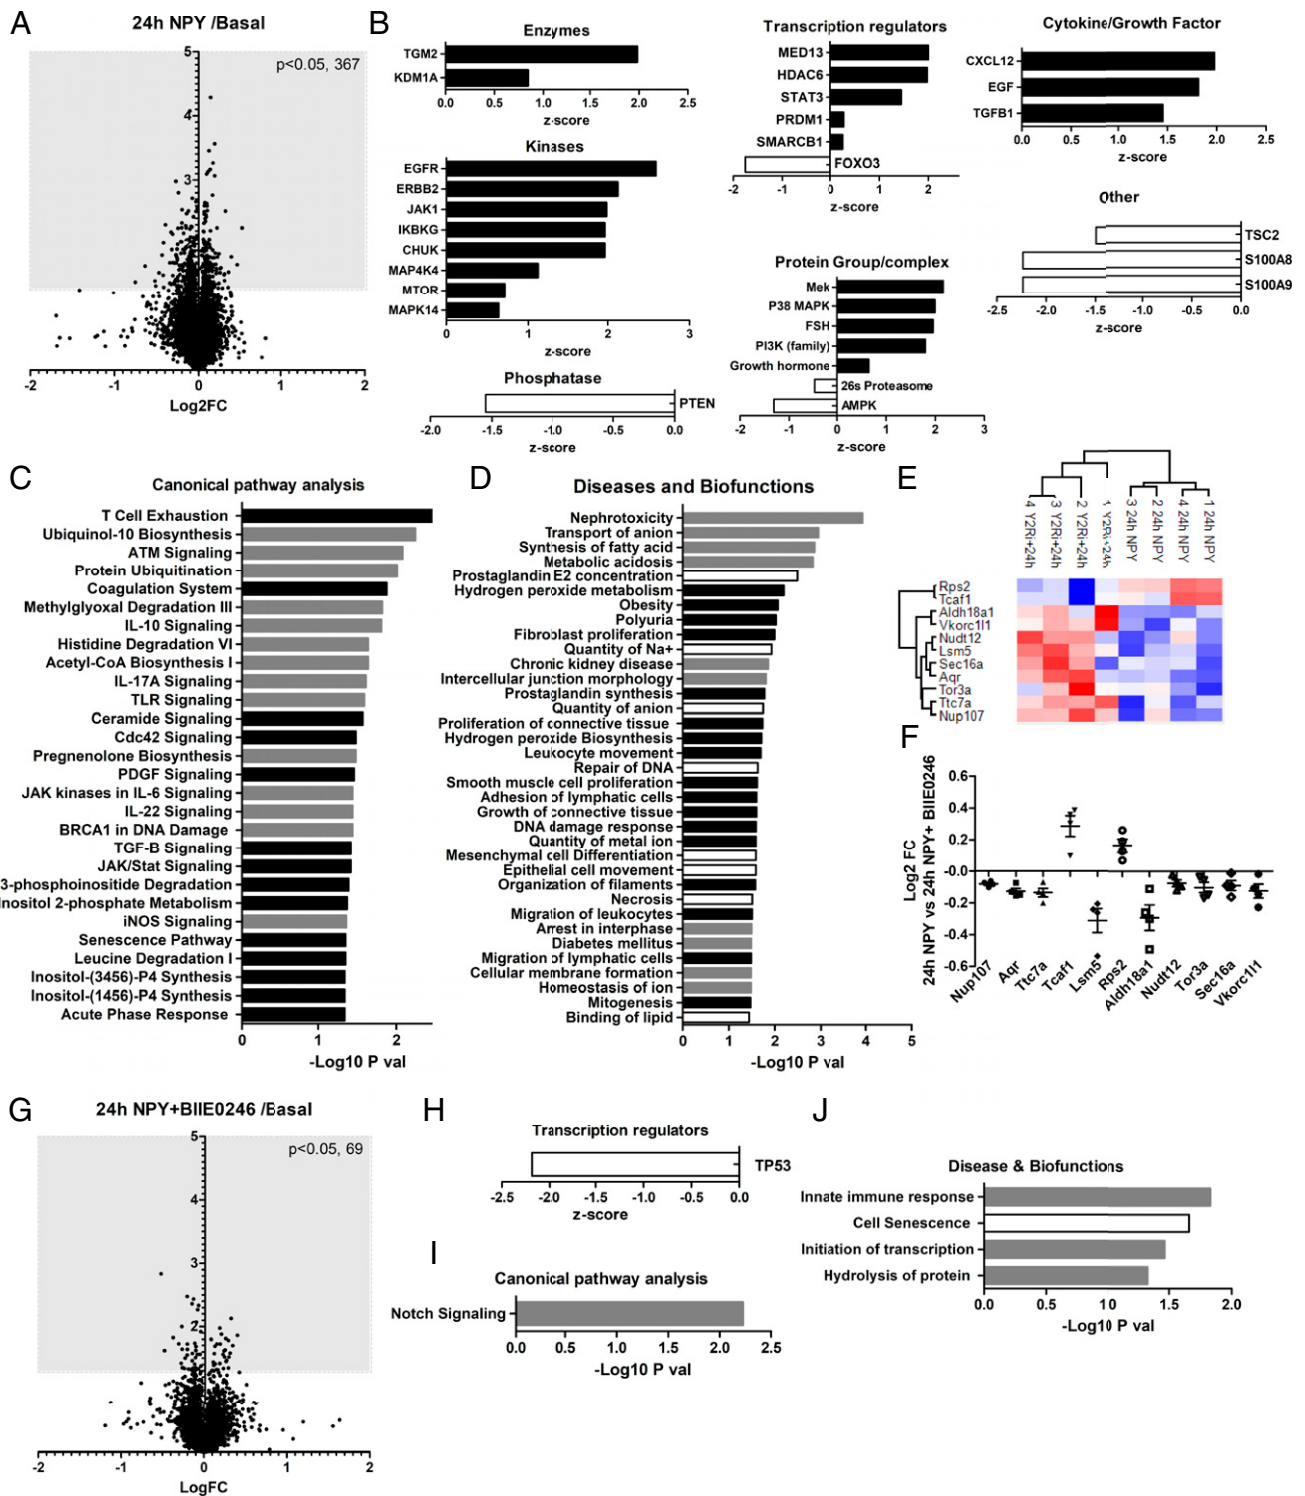 A
24h NPY /Basal
p<0.05, 367
5
4
3
-2
-1
0
1
2
Log2FC
B
Enzymes
TGM2
KDM1A
0.0
0.5
1.0
1.5
2.0
2.5
z-score
Kinases
EGFR
ERBB2
JAK1
IKBKG
CHUK
MAP4K4
MTOR
MAPK14
0
1
2
3
z-score
Phosphatase
PTEN
-2.0
-1.5
-1.0
-0.5
0.0
z-score
Transcription regulators
MED13
HDAC6
STAT3
PRDM1
SMARCB1
FOXO3
-2
-1
0
1
2
z-score
Protein Group/complex
Mek
P38 MAPK
FSH
PI3K (family)
Growth hormone
26s Proteasome
AMPK
-2
-1
0
1
2
3
z-score
Cytokine/Growth Factor
CXCL12
EGF
TGFB1
0.0
0.5
1.0
1.5
2.0
2.5
z-score
Other
TSC2
S100A8
S100A9
-2.5
-2.0
-1.5
-1.0
-0.5
0.0
z-score
C
Canonical pathway analysis
T Cell Exhaustion
Ubiquinol-10 Biosynthesis
ATM Signaling
Protein Ubiquitination
Coagulation System
Methylglyoxal Degradation III
IL-10 Signaling
Histidine Degradation VI
Acetyl-CoA Biosynthesis I
IL-17A Signaling
TLR Signaling
Ceramide Signaling
Cdc42 Signaling
Pregnenolone Biosynthesis
PDGF Signaling
JAK kinases in IL-6 Signaling
IL-22 Signaling
BRCA1 in DNA Damage
TGF-B Signaling
JAK/Stat Signaling
3-phosphoinositide Degradation
nositol 2-phosphate Metabolism
iNOS Signaling
Senescence Pathway
Leucine Degradation I
Inositol-(3456)-P4 Synthesis
Inositol-(1456)-P4 Synthesis
Acute Phase Response
0
1
2
-Log10 P val
D
Diseases and Biofunctions
Nephrotoxicity
Transport of anion
Synthesis of fatty acid
Metabolic acidosis
Prostaglandin E2 concentration
Hydrogen peroxide metabolism
Obesity
Polyuria
Fibroblast proliferation
Quantity of Na+
Chronic kidney disease
Intercellular junction morphology
Prostaglandin synthesis
Quantity of anion
Proliferation of connective tissue
Hydrogen peroxide Biosynthesis
Leukocyte movement
Repair of DNA
Smooth muscle cell proliferation
Adhesion of lymphatic cells
Growth of connective tissue
DNA damage response
Quantity of metal ion
Mesenchymal cell Differentiation
Epithelial cell movement
Organization of filaments
Necrosis
Migration of leukocytes
Arrest in interphase
Diabetes mellitus
Migration of lymphatic cells
Cellular membrane formation
Homeostasis of ion
Mitogenesis
Binding of lipid
0
1
2
3
4
5
-Log10 P val
E
4 Y2Ri+24h
3 Y2Ri+24h
2 Y2Ri+24h
1 Y2Ri+24h
3 24h NPY
2 24h NPY
4 24h NPY
1 24h NPY
Rps2
Tcaf1
Aldh18a1
Vkorc1l1
Nudt12
Lsm5
Sec16a
Aqr
Tor3a
Ttc7a
Nup107
F
Log2 FC
24h NPY vs 24h NPY+ BIIE0246
0.6
0.4
0.2
-0.0
-0.2
-0.4
-0.6
Nup107
Aqr
Ttc7a
Tcaf1
Lsm5
Rps2
Aldh18a1
Nudt12
Tor3a
Sec16a
Vkorc1l1
G
24h NPY+BIIE0246 /Basal
p<0.05, 69
5
4
3
2
-2
-1
0
1
2
LogFC
H
Transcription regulators
TP53
-2.5
-2.0
-1.5
-1.0
-0.5
0.0
z-score
I
Canonical pathway analysis
Notch Signaling
0.0
0.5
1.0
1.5
2.0
2.5
-Log10 P val
J
Disease & Biofunctions
Innate immune response
Cell Senescence
Initiation of transcription
Hydrolysis of protein
0.0
0.5
1.0
1.5
2.0
-Log10 P val